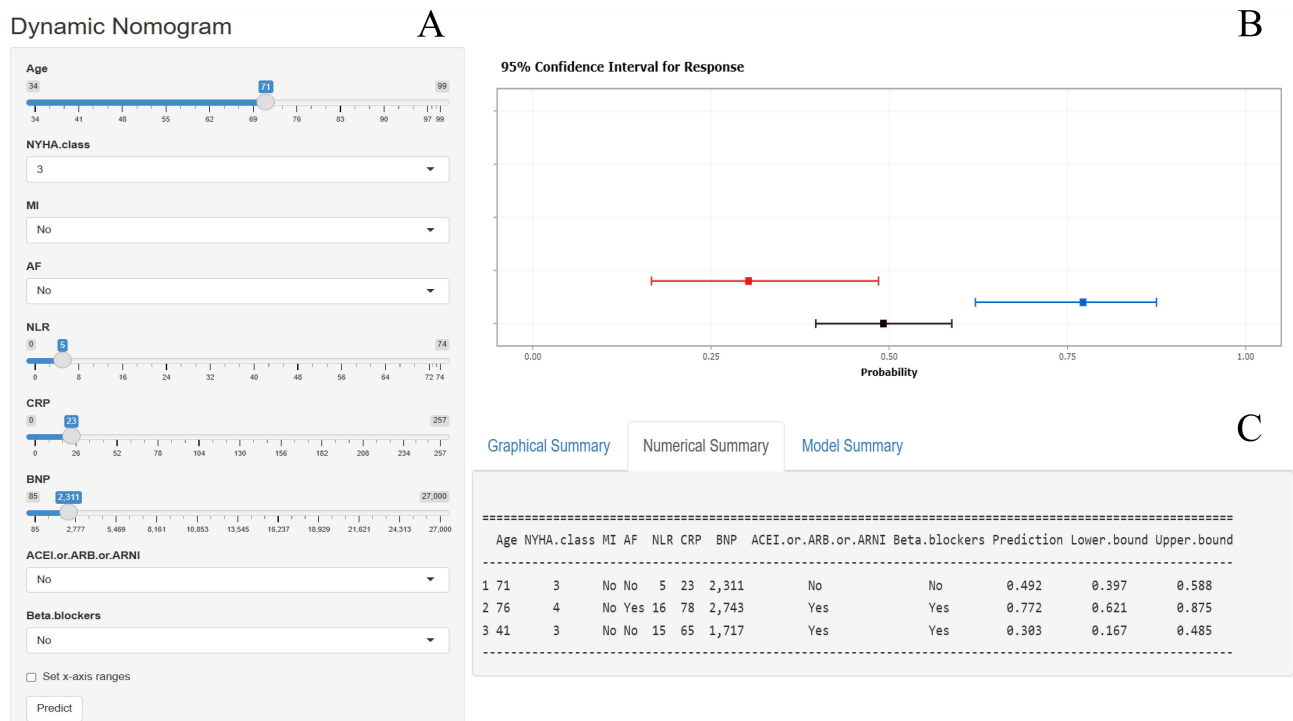 Dynamic Nomogram
A
Age
34 71 99
34 41 48 55 62 69 76 83 90 97 99
NYHA.class
3
MI
No
AF
No
NLR
0 5 74
0 8 16 24 32 40 48 56 64 72 74
CRP
0 23 257
0 26 52 78 104 130 156 182 208 234 257
BNP
85 2,311 27,000
85 2,777 5,469 8,161 10,853 13,545 16,237 18,929 21,621 24,313 27,000
ACEI.or.ARB.or.ARNI
No
Beta.blockers
No
Set x-axis ranges
Predict
B
95% Confidence Interval for Response
0.00 0.25 0.50 0.75 1.00
Probability
C
Graphical Summary Numerical Summary Model Summary
Age NYHA.class MI AF NLR CRP BNP ACEI.or.ARB.or.ARNI Beta.blockers Prediction Lower.bound Upper.bound
1 71 3 No No 5 23 2,311 No No 0.492 0.397 0.588
2 76 4 No Yes 16 78 2,743 Yes Yes 0.772 0.621 0.875
3 41 3 No No 15 65 1,717 Yes Yes 0.303 0.167 0.485